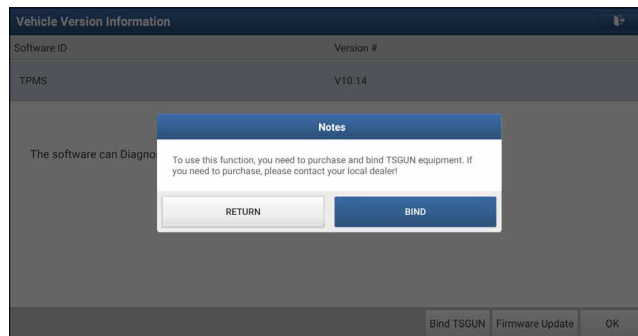 Vehicle Version Information
Software ID Version #
TPMS V10.14
Notes
The software can Diagno
To use this function, you need to purchase and bind TSGUN equipment. If
you need to purchase, please contact your local dealer!
RETURN BIND
Bind TSGUN Firmware Update OK